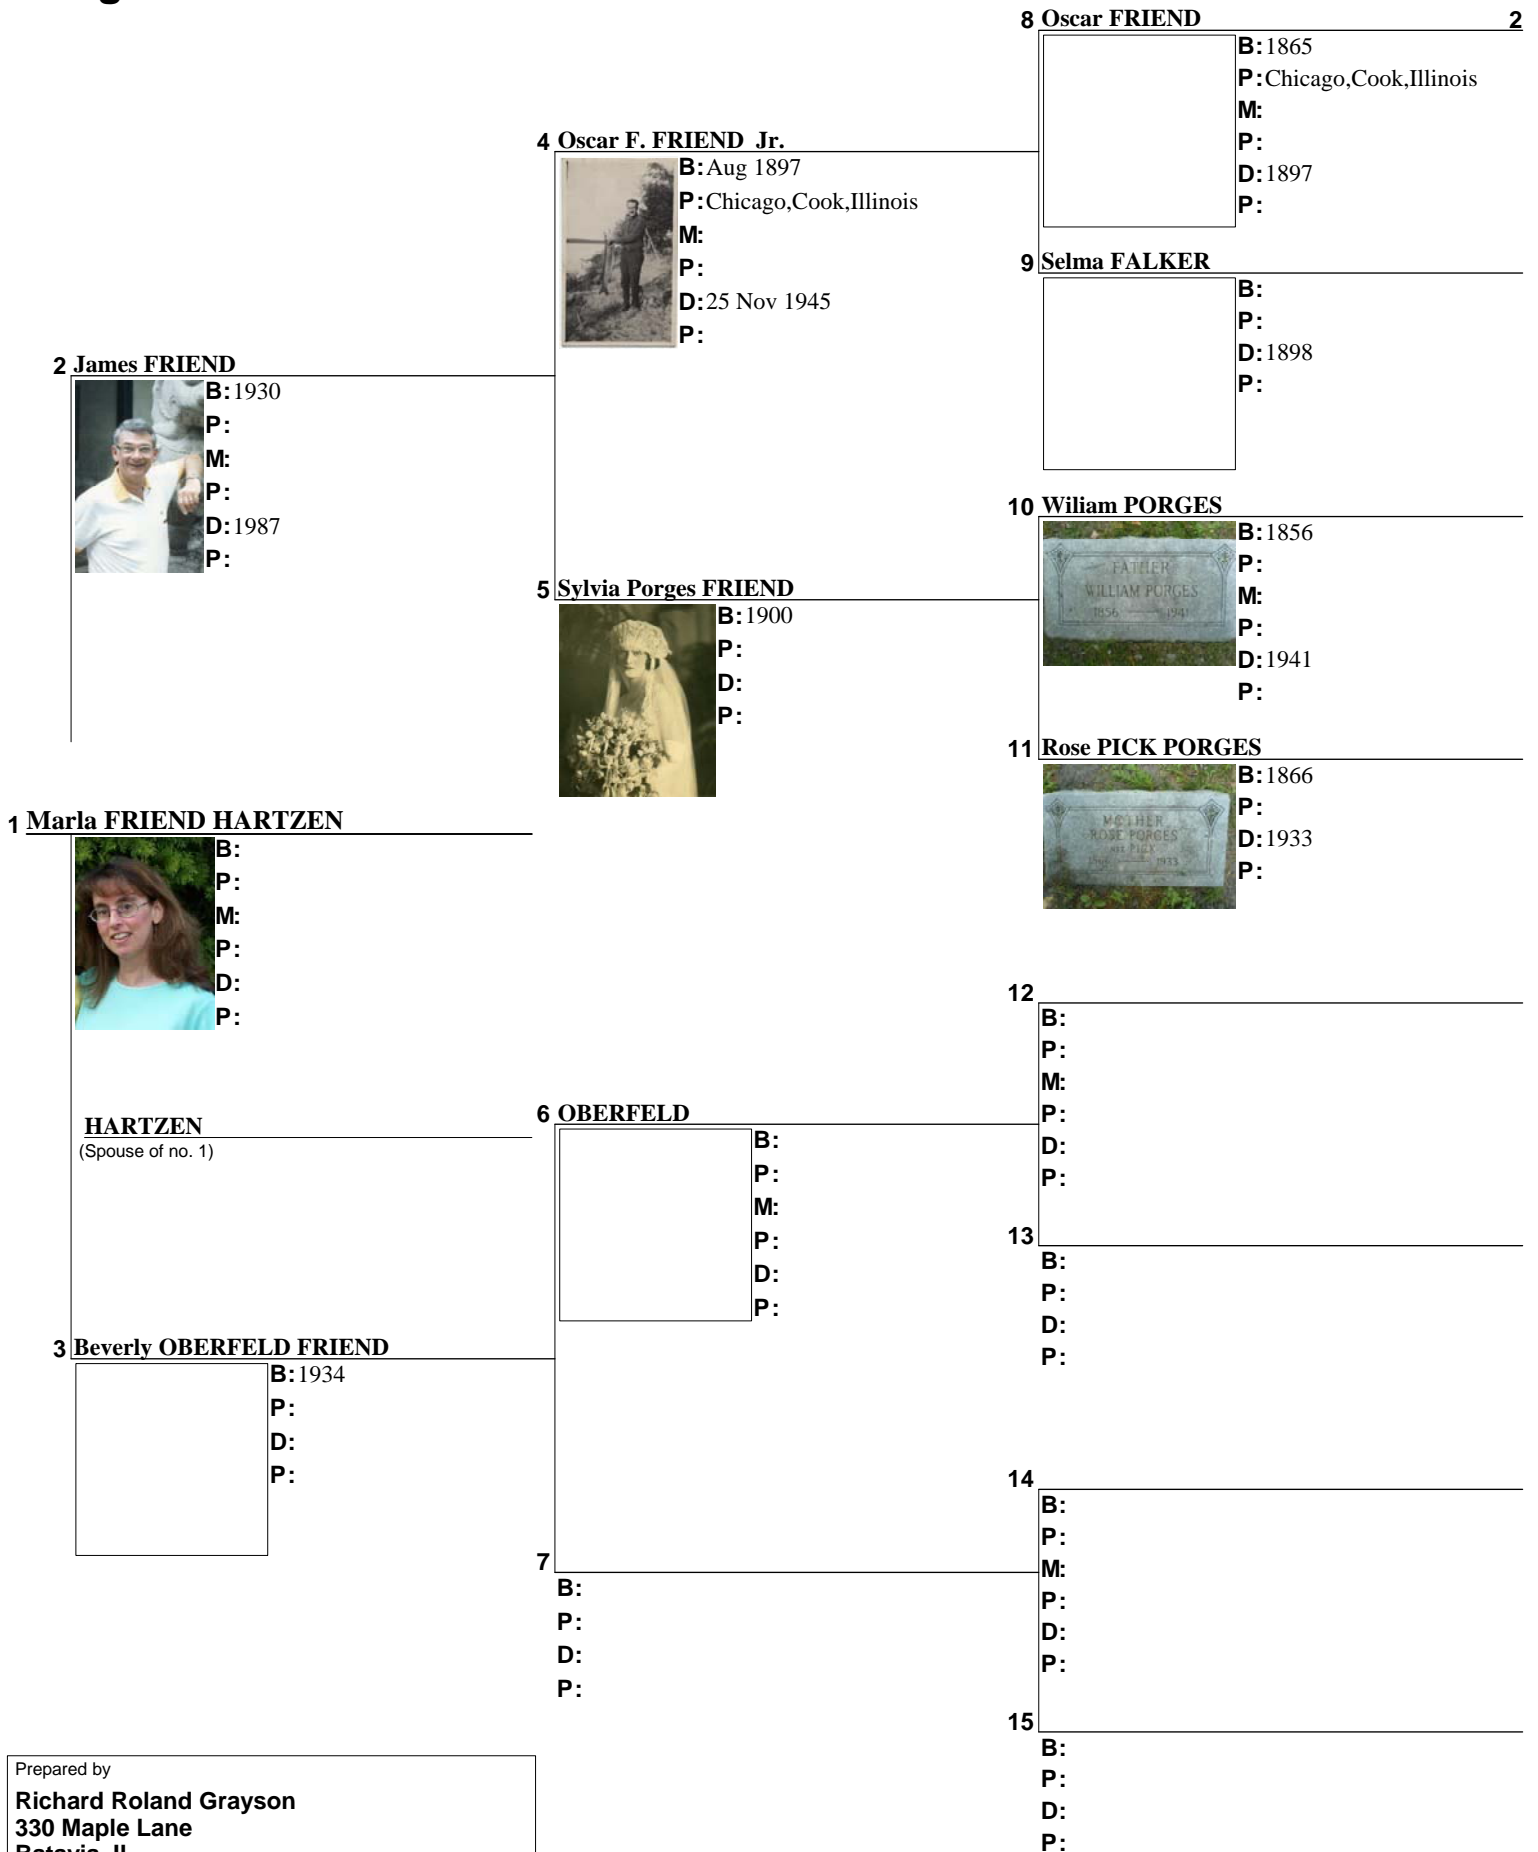 8 Oscar FRIEND 2
B: 1865
P: Chicago,Cook,Illinois
M:
P:
D: 1897
P:
4 Oscar F. FRIEND Jr.
B: Aug 1897
P: Chicago,Cook,Illinois
M:
P:
D: 25 Nov 1945
P:
9 Selma FALKER
B:
P:
D: 1898
P:
2 James FRIEND
B: 1930
P:
M:
P:
D: 1987
P:
10 Wiliam PORGES
FATHER
WILLIAM PORGES
1856 1941
B: 1856
P:
M:
P:
D: 1941
P:
5 Sylvia Porges FRIEND
B: 1900
P:
D:
P:
11 Rose PICK PORGES
MOTHER
ROSE PORGES
NEE PICK
1933
B: 1866
P:
D: 1933
P:
1 Marla FRIEND HARTZEN
B:
P:
M:
P:
D:
P:
HARTZEN
(Spouse of no. 1)
12
B:
P:
M:
P:
D:
P:
6 OBERFELD
B:
P:
M:
P:
D:
P:
13
B:
P:
D:
P:
3 Beverly OBERFELD FRIEND
B: 1934
P:
D:
P:
14
B:
P:
M:
P:
D:
P:
7
B:
P:
D:
P:
15
B:
P:
D:
P:
Prepared by
Richard Roland Grayson
330 Maple Lane